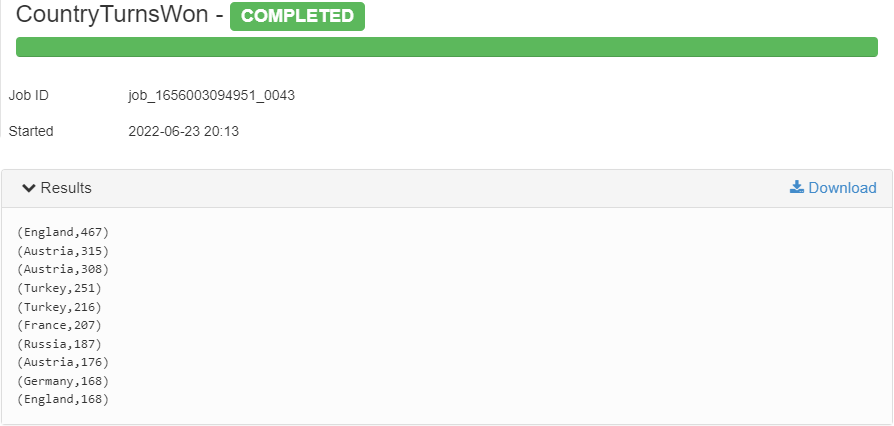 CountryTurnsWon - COMPLETED
Job ID job_1656003094951_0043
Started 2022-06-23 20:13
Results Download
(England,467)
(Austria,315)
(Austria,308)
(Turkey,251)
(Turkey,216)
(France,207)
(Russia,187)
(Austria,176)
(Germany,168)
(England,168)